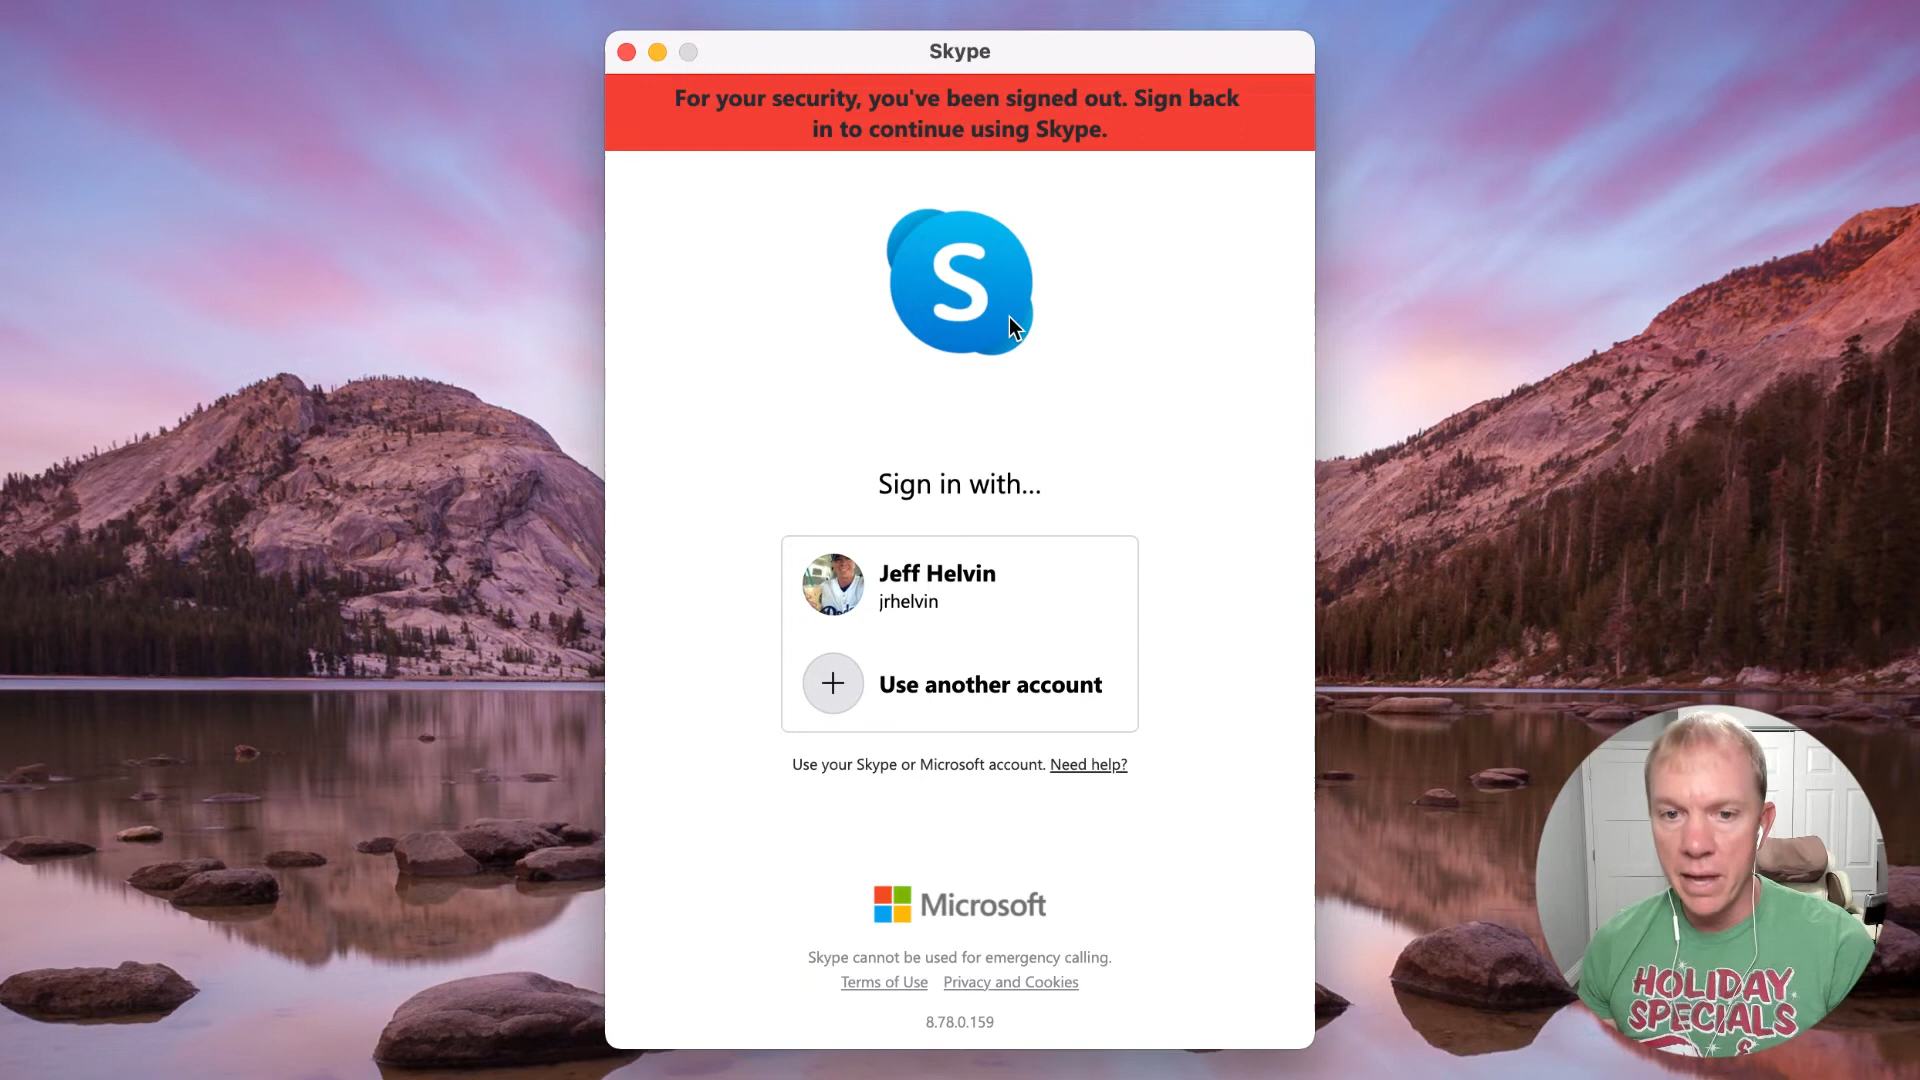 Skype
For your security, you've been signed out. Sign back
in to continue using Skype.
S
Sign in with...
Jeff Helvin
jrhelvin
Use another account
Use your Skype or Microsoft account. Need help?
Microsoft
Skype cannot be used for emergency calling.
Terms of Use Privacy and Cookies
8.78.0.159
HOLIDAY
SPECIALS